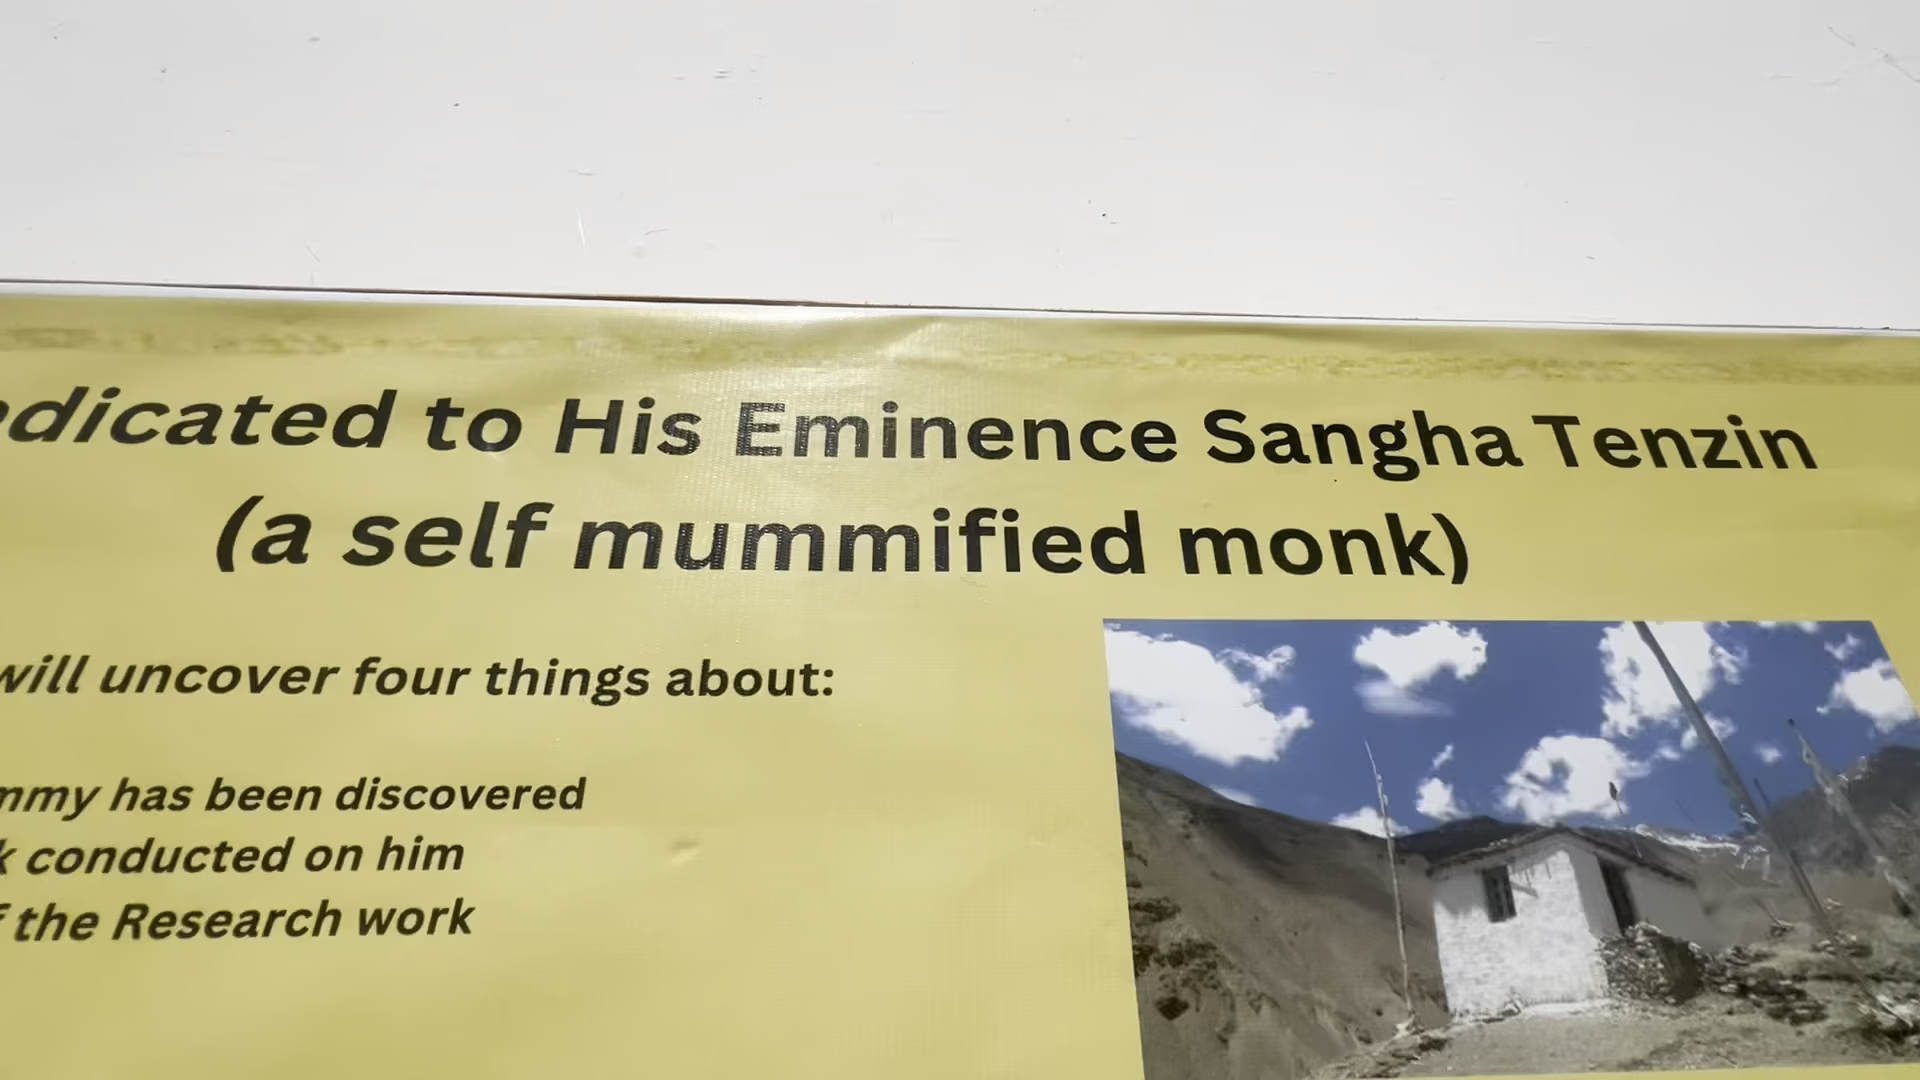 dicated to His Eminence Sangha Tenzin
(a self mummified monk)
will uncover four things about:
mmy has been discovered
k conducted on him
f the Research work